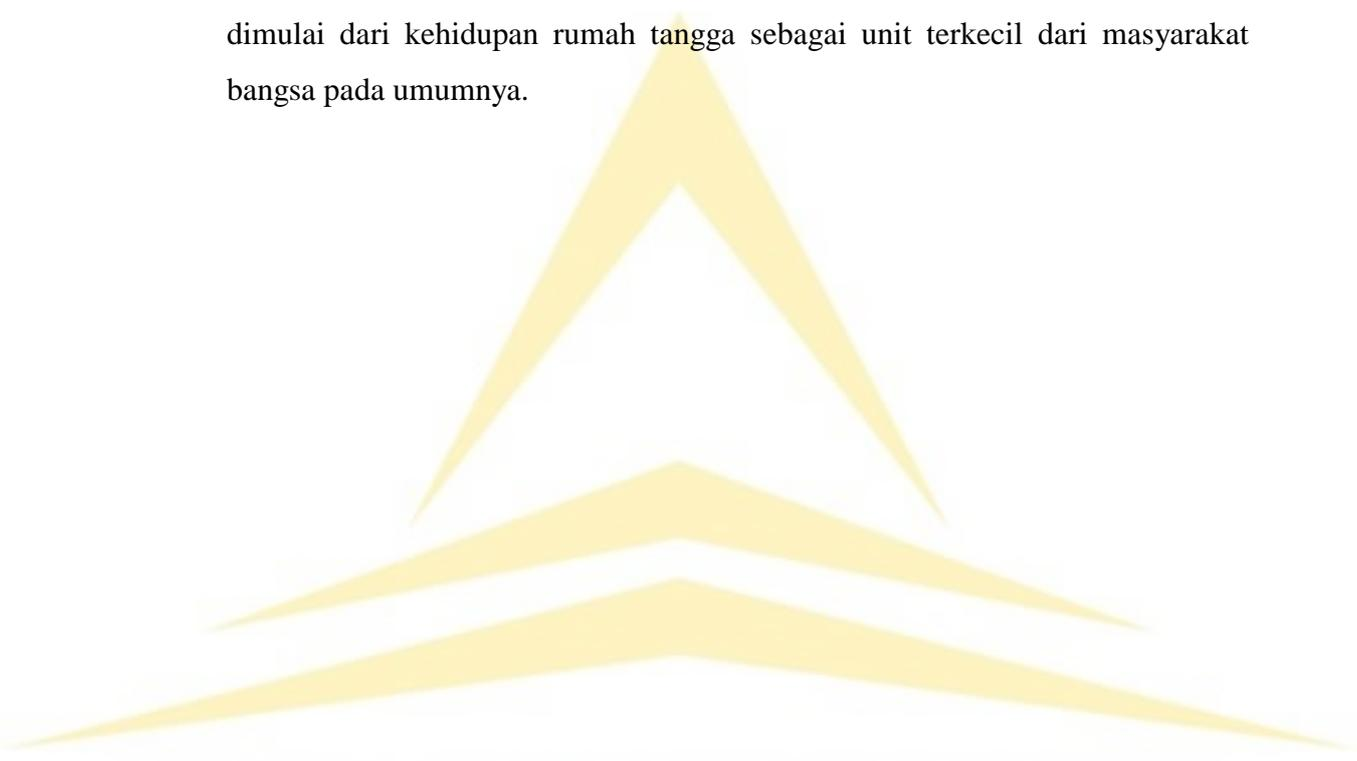 dimulai dari kehidupan rumah tangga sebagai unit terkecil dari masyarakat
bangsa pada umumnya.